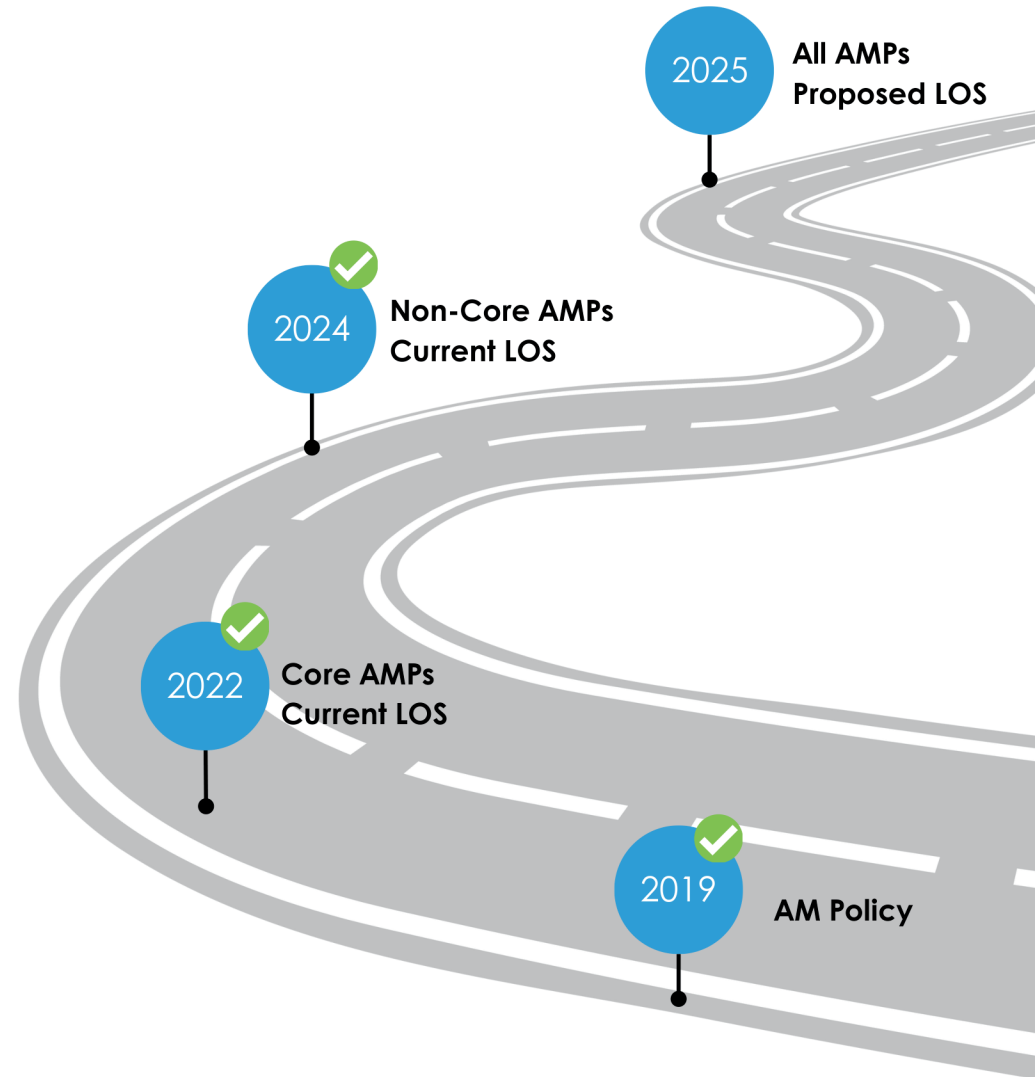 2025
All AMPs
Proposed LOS
2024
Non-Core AMPs
Current LOS
2022
Core AMPs
Current LOS
2019
AM Policy